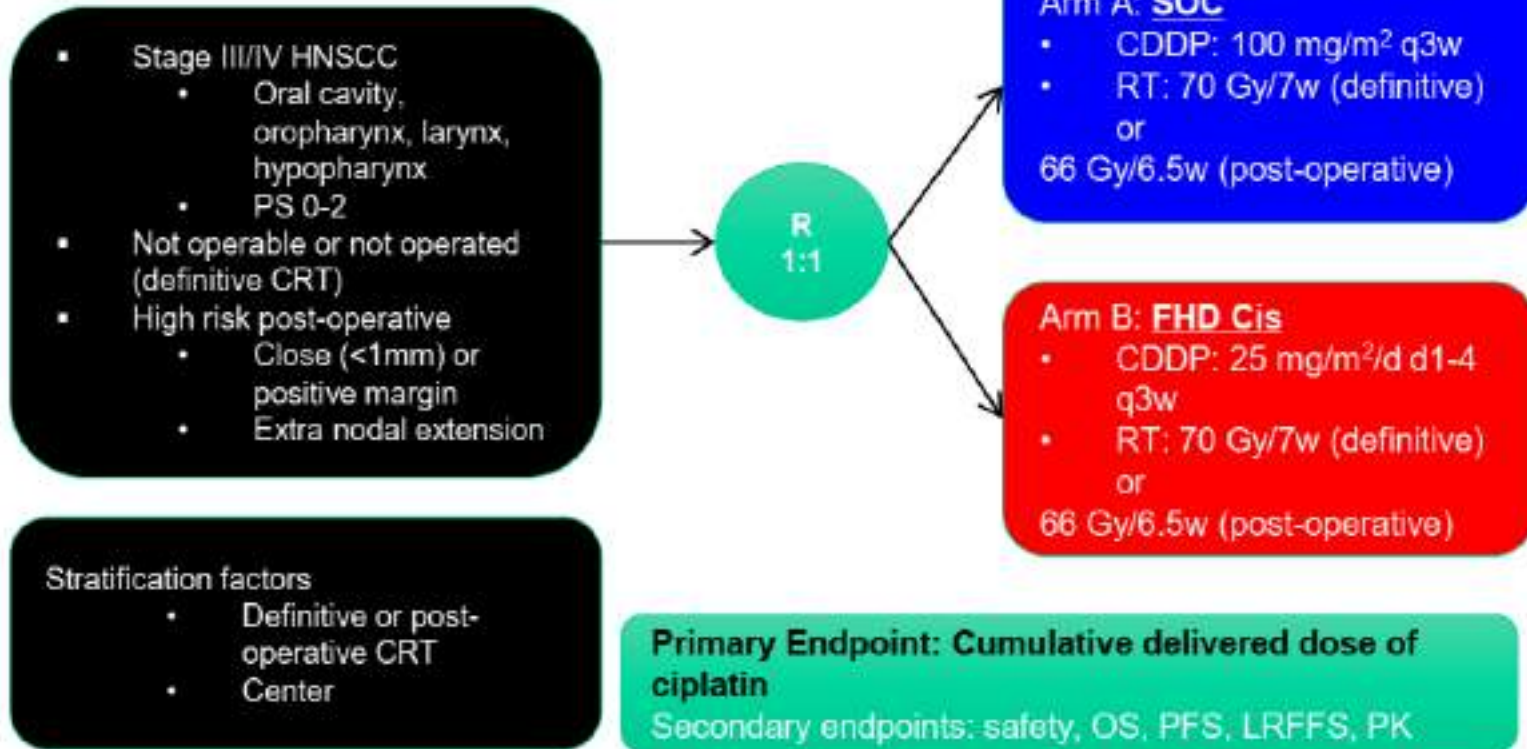 ▪ Stage III/IV HNSCC
• Oral cavity,
oropharynx, larynx,
hypopharynx
• PS 0-2
▪ Not operable or not operated
(definitive CRT)
▪ High risk post-operative
• Close (<1mm) or
positive margin
• Extra nodal extension
Stratification factors
• Definitive or post-
operative CRT
• Center
R
1:1
Arm A: SOC
• CDDP: 100 mg/m² q3w
• RT: 70 Gy/7w (definitive)
or
66 Gy/6.5w (post-operative)
Arm B: FHD Cis
• CDDP: 25 mg/m²/d d1-4
q3w
• RT: 70 Gy/7w (definitive)
or
66 Gy/6.5w (post-operative)
Primary Endpoint: Cumulative delivered dose of
ciplatin
Secondary endpoints: safety, OS, PFS, LRFFS, PK